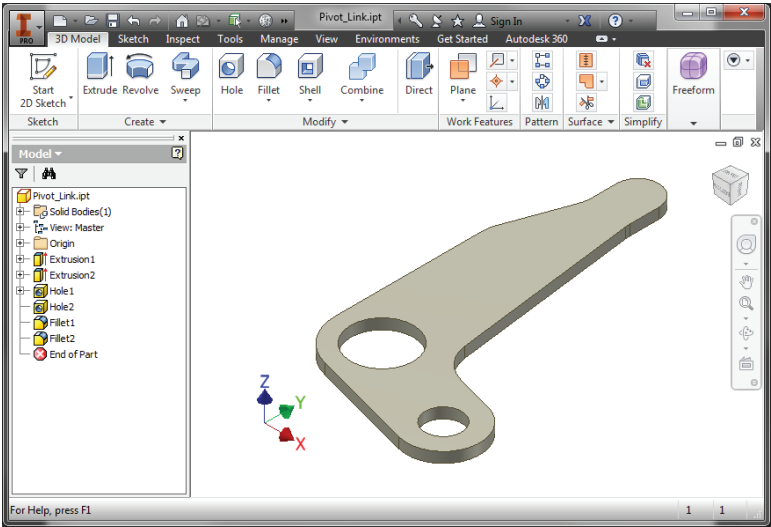 PRO
Pivot_Link.ipt
Sign In
3D Model Sketch Inspect Tools Manage View Environments Get Started Autodesk 360
Start
2D Sketch
Extrude Revolve Sweep Hole Fillet Shell Combine Direct Plane Freeform
Sketch Create Modify Work Features Pattern Surface Simplify
Model
Pivot_Link.ipt
Solid Bodies(1)
View: Master
Origin
Extrusion1
Extrusion2
Hole1
Hole2
Fillet1
Fillet2
End of Part
Z
Y
X
For Help, press F1 1 1